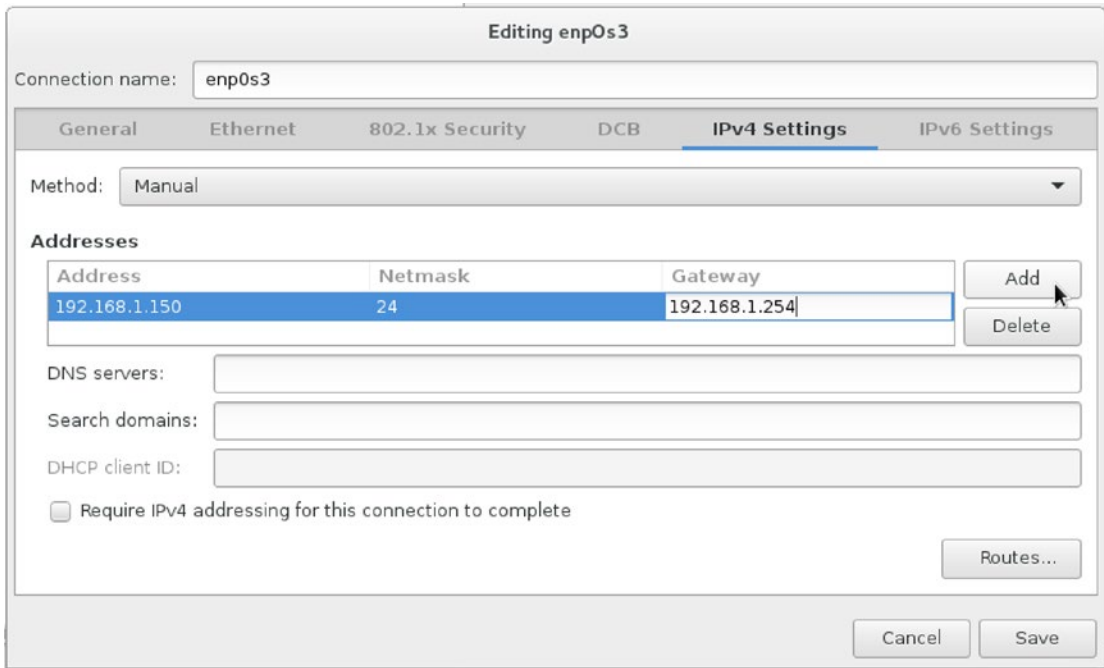 Editing enp0s3
Connection name: enp0s3
General Ethernet 802.1x Security DCB IPv4 Settings IPv6 Settings
Method: Manual
Addresses
Address Netmask Gateway
Add
192.168.1.150 24 192.168.1.254
Delete
DNS servers:
Search domains:
DHCP client ID:
Require IPv4 addressing for this connection to complete
Routes...
Cancel Save